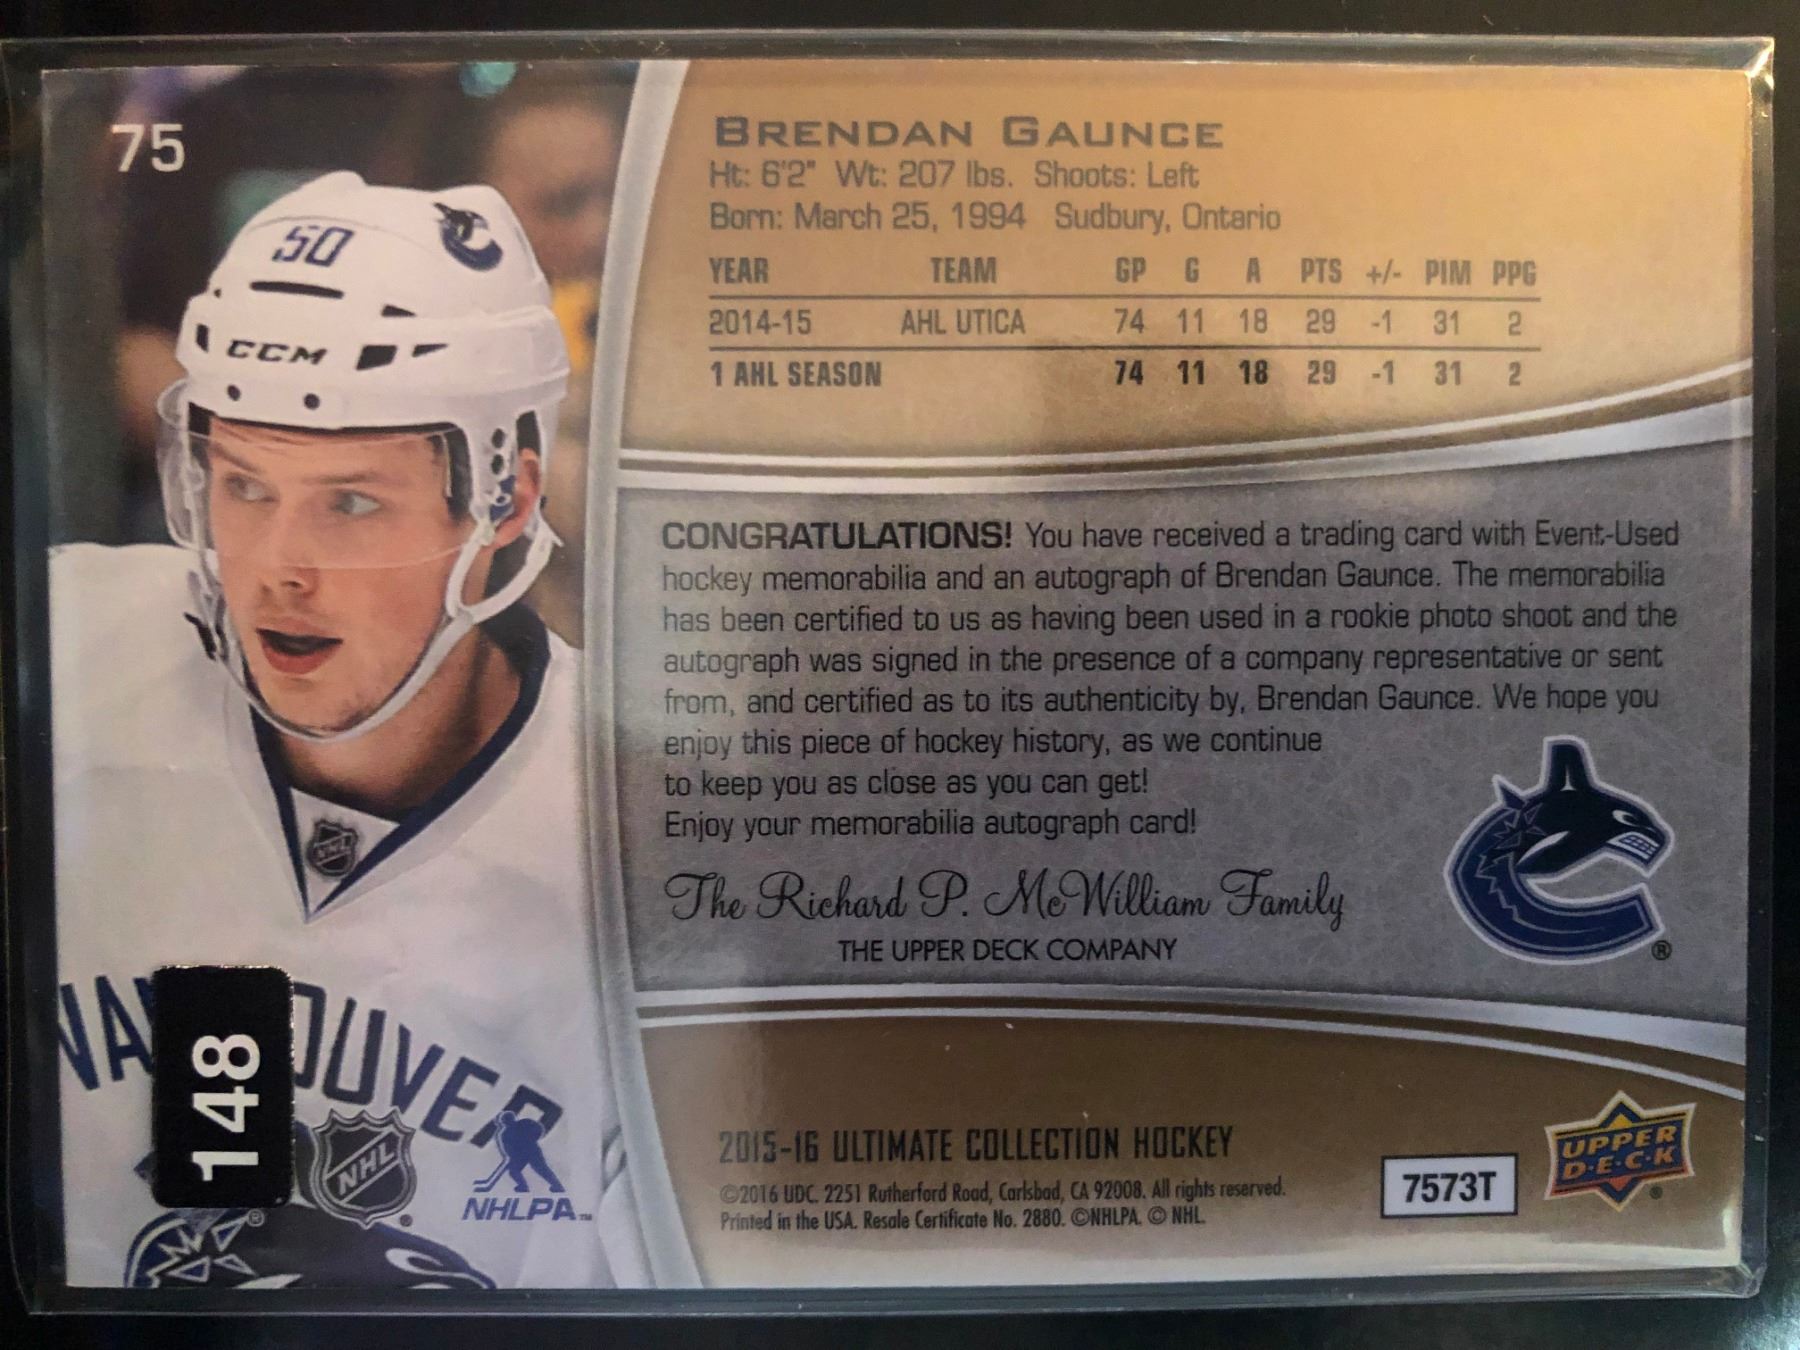 75
50
CCM
NHL
VANCOUVER
148
NHL
®
NHLPA™
BRENDAN GAUNCE
Ht: 6'2" Wt: 207 lbs. Shoots: Left
Born: March 25, 1994 Sudbury, Ontario
YEAR TEAM GP G A PTS +/- PIM PPG
2014-15 AHL UTICA 74 11 18 29 -1 31 2
1 AHL SEASON 74 11 18 29 -1 31 2
CONGRATULATIONS! You have received a trading card with Event-Used
hockey memorabilia and an autograph of Brendan Gaunce. The memorabilia
has been certified to us as having been used in a rookie photo shoot and the
autograph was signed in the presence of a company representative or sent
from, and certified as to its authenticity by, Brendan Gaunce. We hope you
enjoy this piece of hockey history, as we continue
to keep you as close as you can get!
Enjoy your memorabilia autograph card!
The Richard P. McWilliam Family
THE UPPER DECK COMPANY
®
2015-16 ULTIMATE COLLECTION HOCKEY
©2016 UDC. 2251 Rutherford Road, Carlsbad, CA 92008. All rights reserved.
Printed in the USA. Resale Certificate No. 2880. ©NHLPA. © NHL.
7573T
UPPER
D·E·C·K
®